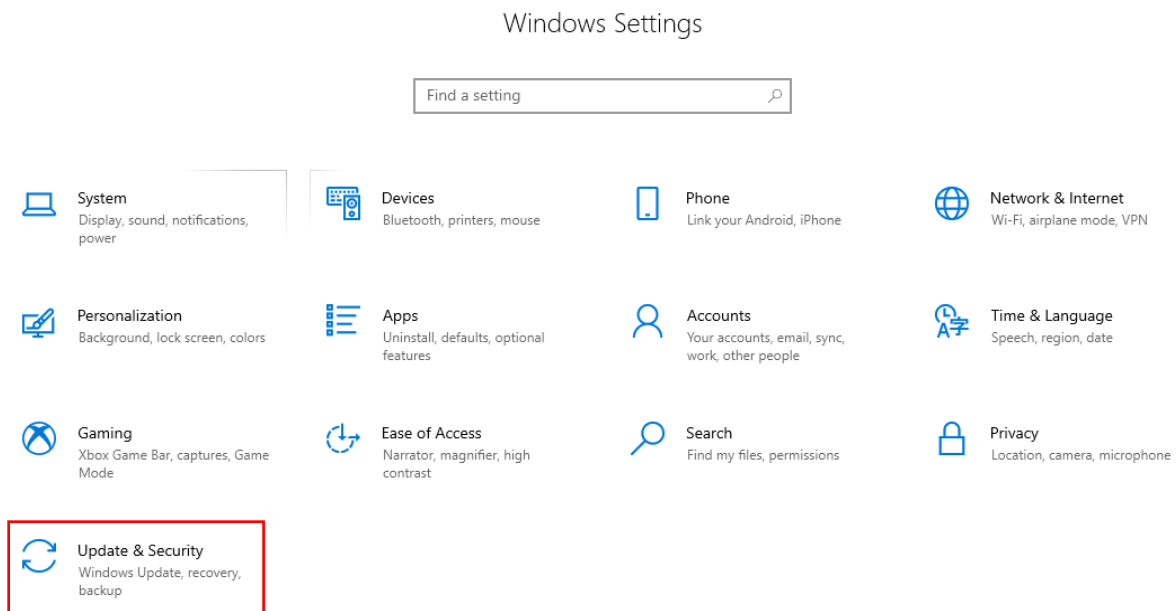 Windows Settings
Find a setting
System
Display, sound, notifications,
power
Devices
Bluetooth, printers, mouse
Phone
Link your Android, iPhone
Network & Internet
Wi-Fi, airplane mode, VPN
Personalization
Background, lock screen, colors
Apps
Uninstall, defaults, optional
features
Accounts
Your accounts, email, sync,
work, other people
Time & Language
Speech, region, date
Gaming
Xbox Game Bar, captures, Game
Mode
Ease of Access
Narrator, magnifier, high
contrast
Search
Find my files, permissions
Privacy
Location, camera, microphone
Update & Security
Windows Update, recovery,
backup